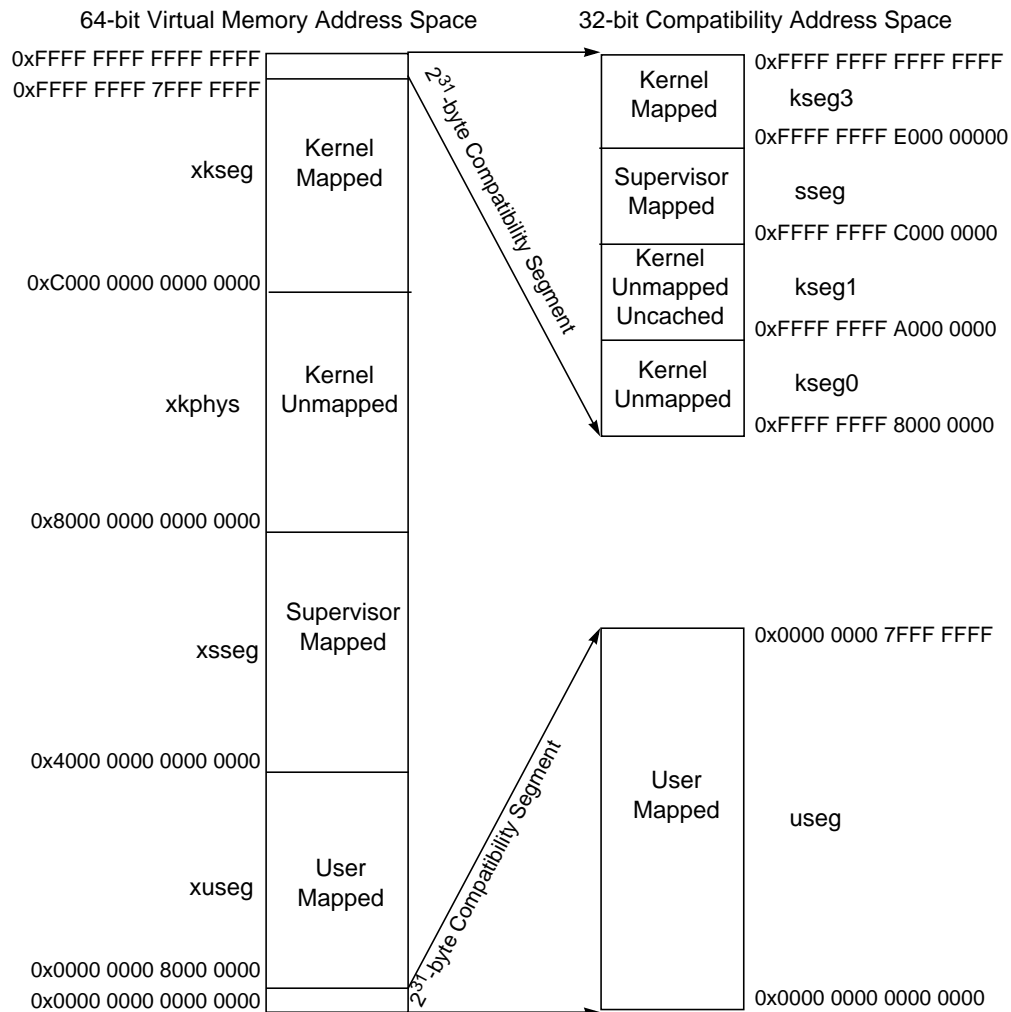 64-bit Virtual Memory Address Space
32-bit Compatibility Address Space
0xFFFF FFFF FFFF FFFF
0xFFFF FFFF 7FFF FFFF
xkseg
Kernel
Mapped
0xC000 0000 0000 0000
xkphys
Kernel
Unmapped
0x8000 0000 0000 0000
xsseg
Supervisor
Mapped
0x4000 0000 0000 0000
xuseg
User
Mapped
0x0000 0000 8000 0000
0x0000 0000 0000 0000
2^31-byte Compatibility Segment
2^31-byte Compatibility Segment
Kernel
Mapped
0xFFFF FFFF FFFF FFFF
kseg3
0xFFFF FFFF E000 00000
Supervisor
Mapped
sseg
0xFFFF FFFF C000 0000
Kernel
Unmapped
Uncached
kseg1
0xFFFF FFFF A000 0000
Kernel
Unmapped
kseg0
0xFFFF FFFF 8000 0000
0x0000 0000 7FFF FFFF
User
Mapped
useg
0x0000 0000 0000 0000